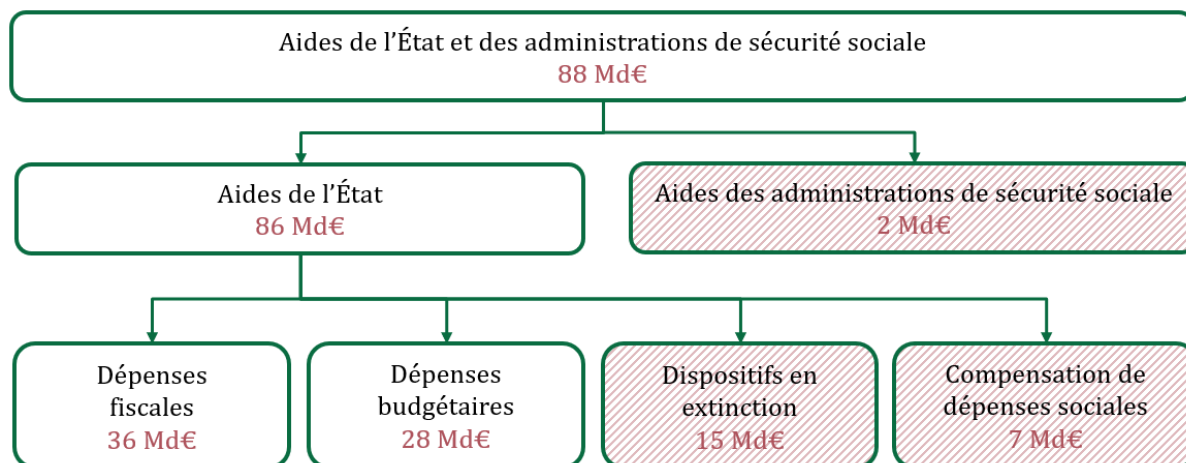 Aides de l'État et des administrations de sécurité sociale
88 Md€
Aides de l'État
86 Md€
Aides des administrations de sécurité sociale
2 Md€
Dépenses
fiscales
36 Md€
Dépenses
budgétaires
28 Md€
Dispositifs en
extinction
15 Md€
Compensation de
dépenses sociales
7 Md€